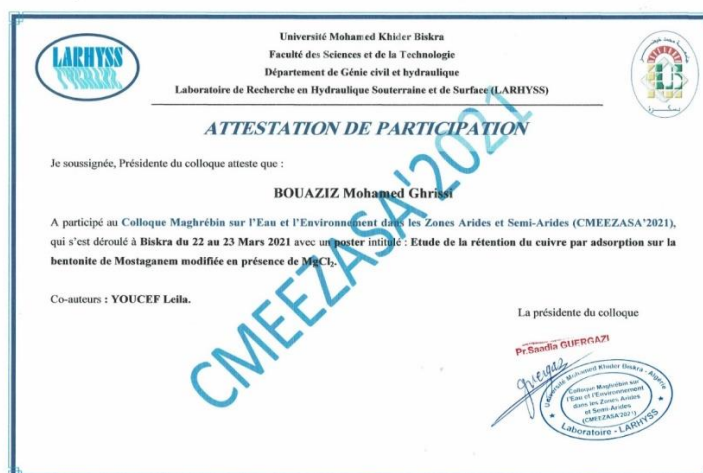 LARHYSS
Université Mohamed Khider Biskra
Faculté des Sciences et de la Technologie
Département de Génie civil et hydraulique
Laboratoire de Recherche en Hydraulique Souterraine et de Surface (LARHYSS)
ATTESTATION DE PARTICIPATION
Je soussignée, Présidente du colloque atteste que :
BOUAZIZ Mohamed Ghrissi
A participé au Colloque Maghrébin sur l'Eau et l'Environnement dans les Zones Arides et Semi-Arides (CMEEZASA'2021),
qui s'est déroulé à Biskra du 22 au 23 Mars 2021 avec un poster intitulé : Etude de la rétention du cuivre par adsorption sur la
bentonite de Mostaganem modifiée en présence de MgCl₂.
Co-auteurs : YOUCEF Leila.
CMEEZASA'2021
La présidente du colloque
Pr.Saadia GUERGAZI
Université Mohamed Khider Biskra - Algérie
Colloque Maghrébin sur
l'Eau et l'Environnement
dans les Zones Arides
et Semi-Arides
(CMEEZASA'2021)
Laboratoire - LARHYSS